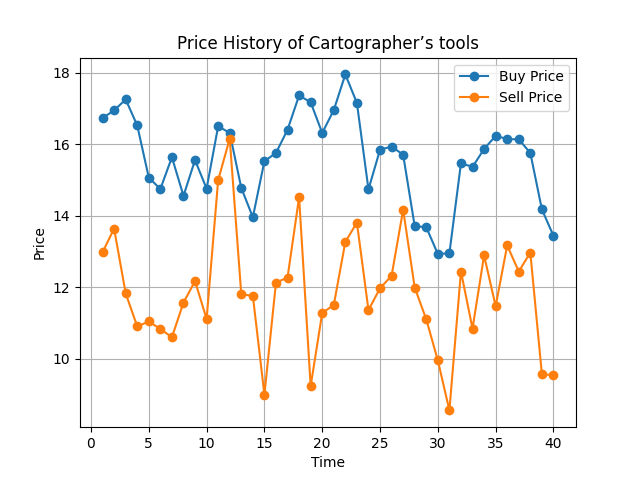 Price History of Cartographer’s tools
Buy Price
Sell Price
18
16
14
12
10
Price
0 5 10 15 20 25 30 35 40
Time